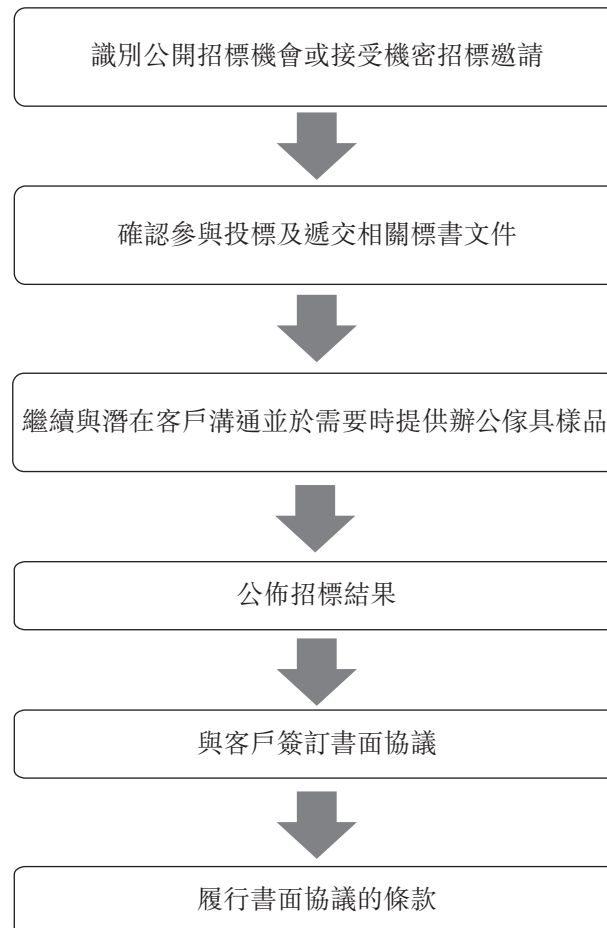 識別公開招標機會或接受機密招標邀請
確認參與投標及遞交相關標書文件
繼續與潛在客戶溝通並於需要時提供辦公傢具樣品
公佈招標結果
與客戶簽訂書面協議
履行書面協議的條款